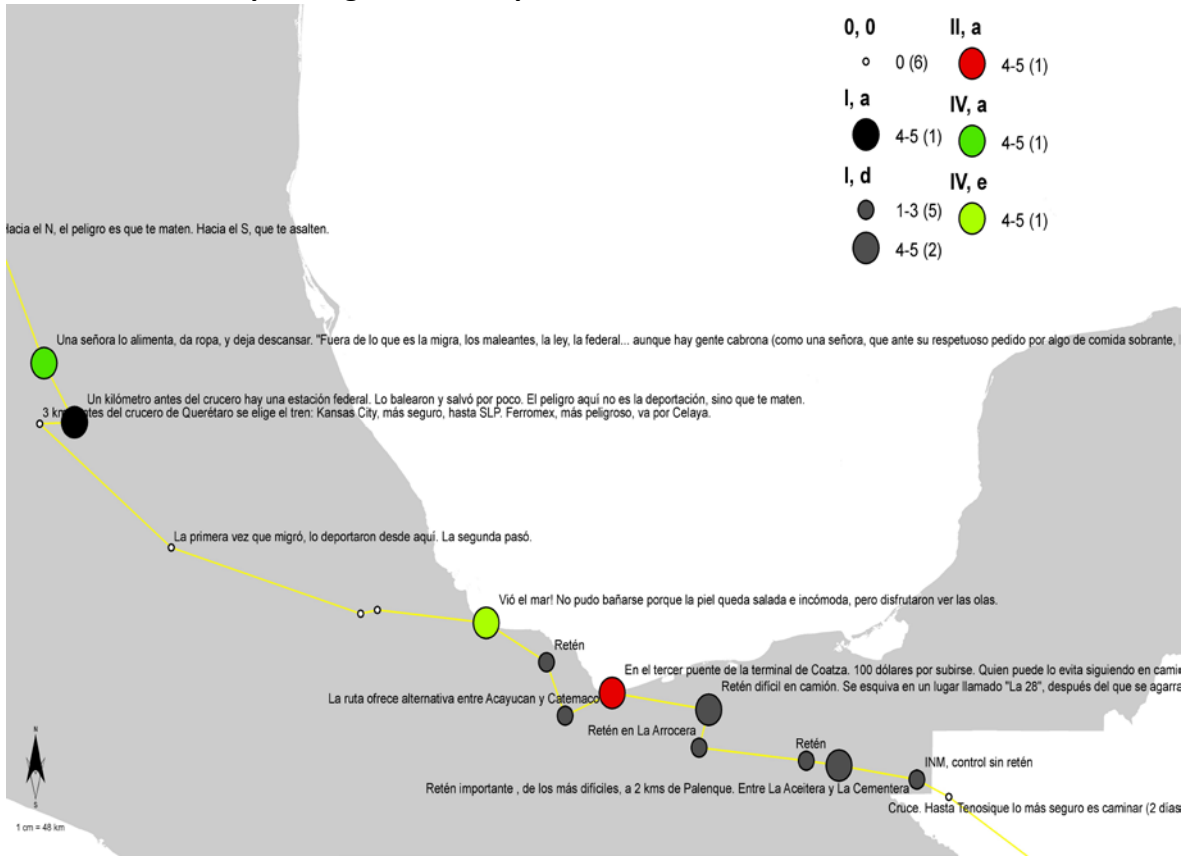 0, 0
II, a
0 (6)
4-5 (1)
I, a
IV, a
4-5 (1)
4-5 (1)
I, d
IV, e
1-3 (5)
4-5 (1)
4-5 (2)
Hacia el N, el peligro es que te maten. Hacia el S, que te asalten.
Una señora lo alimenta, da ropa, y deja descansar. "Fuera de lo que es la migra, los maleantes, la ley, la federal... aunque hay gente cabrona (como una señora, que ante su respetuoso pedido por algo de comida sobrante,
Un kilómetro antes del crucero hay una estación federal. Lo balearon y salvó por poco. El peligro aquí no es la deportación, sino que te maten.
3 km antes del crucero de Querétaro se elige el tren: Kansas City, más seguro, hasta SLP. Ferromex, más peligroso, va por Celaya.
La primera vez que migró, lo deportaron desde aquí. La segunda pasó.
Vió el mar! No pudo bañarse porque la piel queda salada e incómoda, pero disfrutaron ver las olas.
Retén
En el tercer puente de la terminal de Coatza. 100 dólares por subirse. Quien puede lo evita siguiendo en
Retén difícil en camión. Se esquiva en un lugar llamado "La 28", después del que se
La ruta ofrece alternativa entre Acayucan y Catemaco
Retén en La Arrocera
Retén
INM, control sin retén
Retén importante , de los más difíciles, a 2 kms de Palenque. Entre La Aceitera y La Cementera
Cruce. Hasta Tenosique lo más seguro es caminar (2 días
N
S
1 cm = 48 km